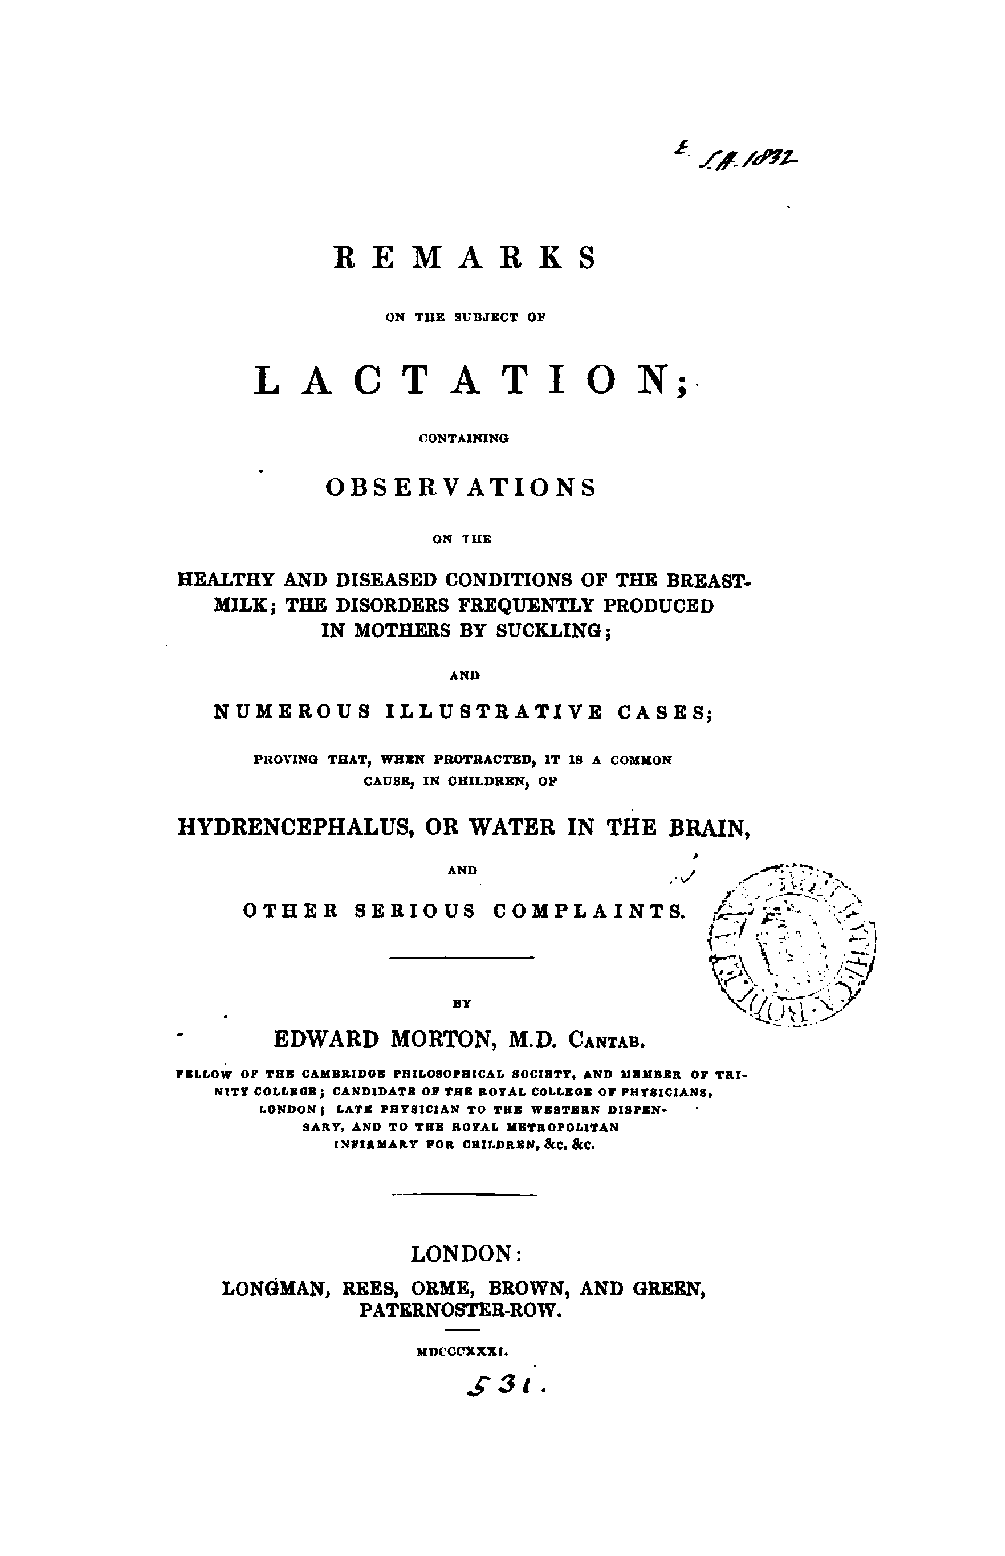 E S.A. 1832
REMARKS
ON THE SUBJECT OF
LACTATION;
CONTAINING
OBSERVATIONS
ON THE
HEALTHY AND DISEASED CONDITIONS OF THE BREAST-
MILK; THE DISORDERS FREQUENTLY PRODUCED
IN MOTHERS BY SUCKLING;
AND
NUMEROUS ILLUSTRATIVE CASES;
PROVING THAT, WHEN PROTRACTED, IT IS A COMMON
CAUSE, IN CHILDREN, OF
HYDRENCEPHALUS, OR WATER IN THE BRAIN,
AND
OTHER SERIOUS COMPLAINTS.
BY
EDWARD MORTON, M.D. CANTAB.
FELLOW OF THE CAMBRIDGE PHILOSOPHICAL SOCIETY, AND MEMBER OF TRI-
NITY COLLEGE; CANDIDATE OF THE ROYAL COLLEGE OF PHYSICIANS,
LONDON; LATE PHYSICIAN TO THE WESTERN DISPEN-
SARY, AND TO THE ROYAL METROPOLITAN
INFIRMARY FOR CHILDREN, &c. &c.
LONDON:
LONGMAN, REES, ORME, BROWN, AND GREEN,
PATERNOSTER-ROW.
MDCCCXXXI.
531.